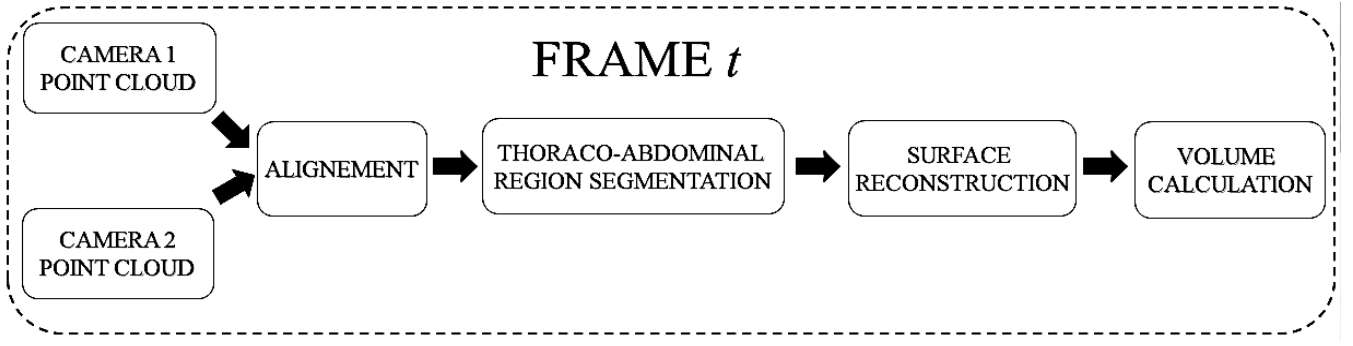 FRAME t
CAMERA 1
POINT CLOUD
CAMERA 2
POINT CLOUD
ALIGNEMENT
THORACO-ABDOMINAL
REGION SEGMENTATION
SURFACE
RECONSTRUCTION
VOLUME
CALCULATION